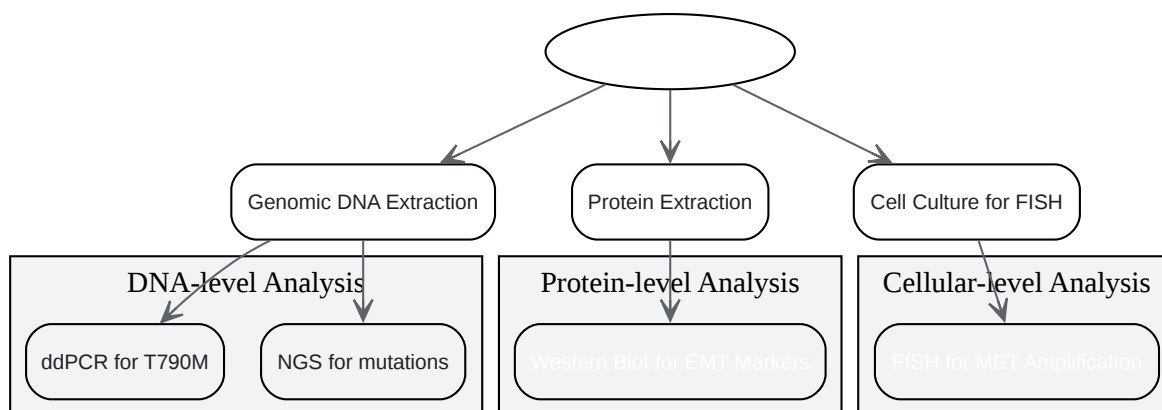 Genomic DNA Extraction
Protein Extraction
Cell Culture for FISH
DNA-level Analysis
Protein-level Analysis
Cellular-level Analysis
ddPCR for T790M
NGS for mutations
Western Blot for EMT Markers
FISH for MET Amplification